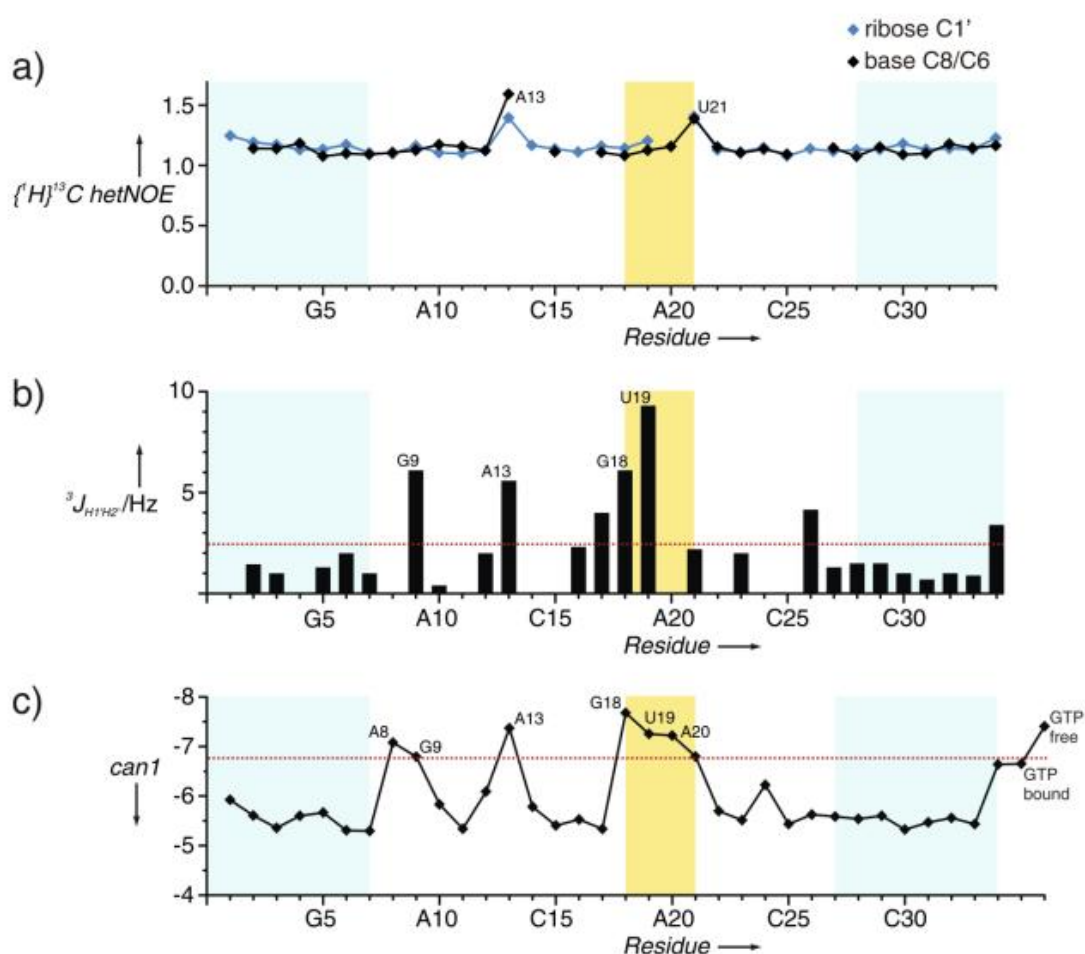 ribose C1'
base C8/C6
a)
1.5
1.0
0.5
0.0
{¹H}¹³C hetNOE
A13
U21
G5 A10 C15 A20 C25 C30
Residue
b)
10
5
³J_H1'H2'/Hz
G9
A13
G18
U19
G5 A10 C15 A20 C25 C30
Residue
c)
-8
-7
-6
-5
-4
can1
A8
G9
A13
G18
U19
A20
GTP
free
GTP
bound
G5 A10 C15 A20 C25 C30
Residue